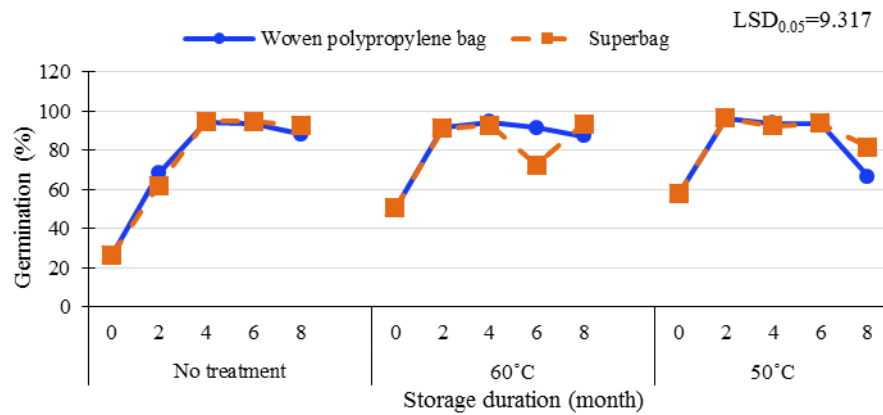 LSD0.05=9.317
Woven polypropylene bag Superbag
Germination (%)
120
100
80
60
40
20
0
0 2 4 6 8 0 2 4 6 8 0 2 4 6 8
No treatment 60˚C 50˚C
Storage duration (month)